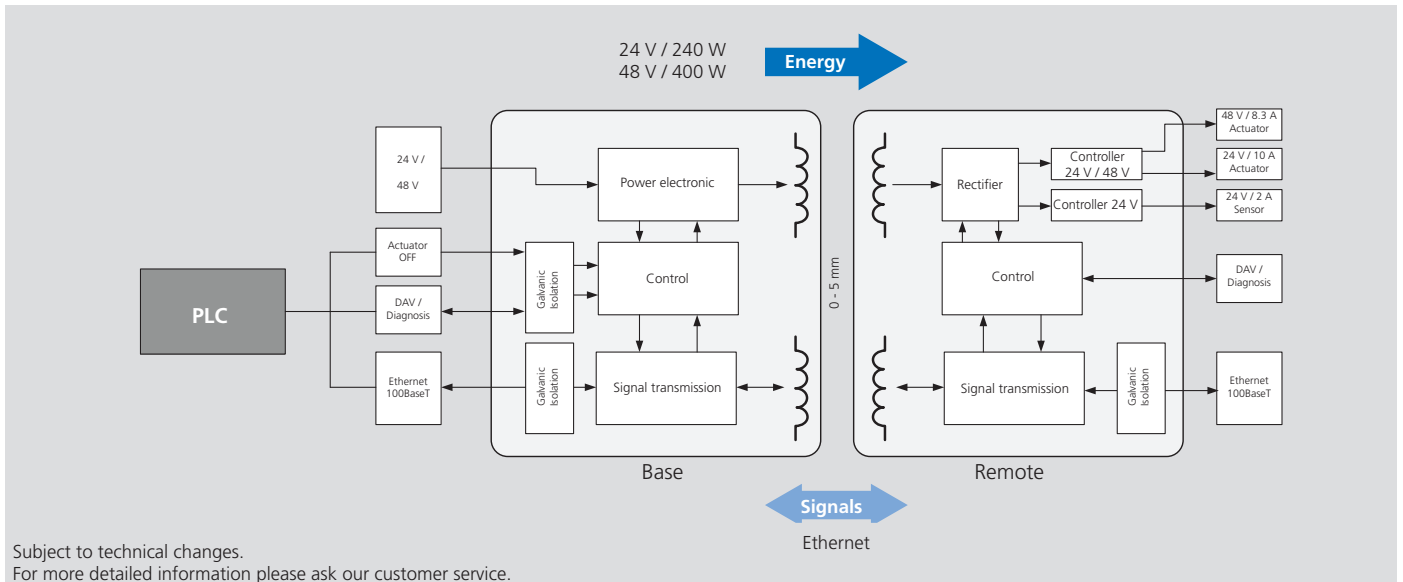 24 V / 240 W
48 V / 400 W
Energy
24 V /
48 V
Actuator
OFF
DAV /
Diagnosis
Ethernet
100BaseT
PLC
Galvanic
Isolation
Galvanic
Isolation
Power electronic
Control
Signal transmission
Base
0 - 5 mm
Rectifier
Controller
24 V / 48 V
Controller 24 V
Control
Signal transmission
Galvanic
Isolation
Remote
48 V / 8.3 A
Actuator
24 V / 10 A
Actuator
24 V / 2 A
Sensor
DAV /
Diagnosis
Ethernet
100BaseT
Signals
Ethernet
Subject to technical changes.
For more detailed information please ask our customer service.